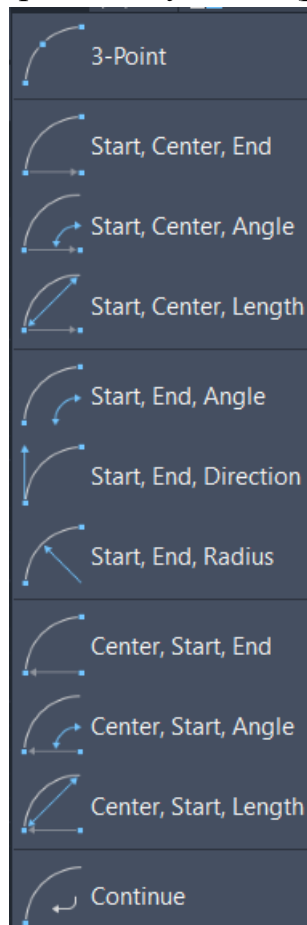 3-Point
Start, Center, End
Start, Center, Angle
Start, Center, Length
Start, End, Angle
Start, End, Direction
Start, End, Radius
Center, Start, End
Center, Start, Angle
Center, Start, Length
Continue